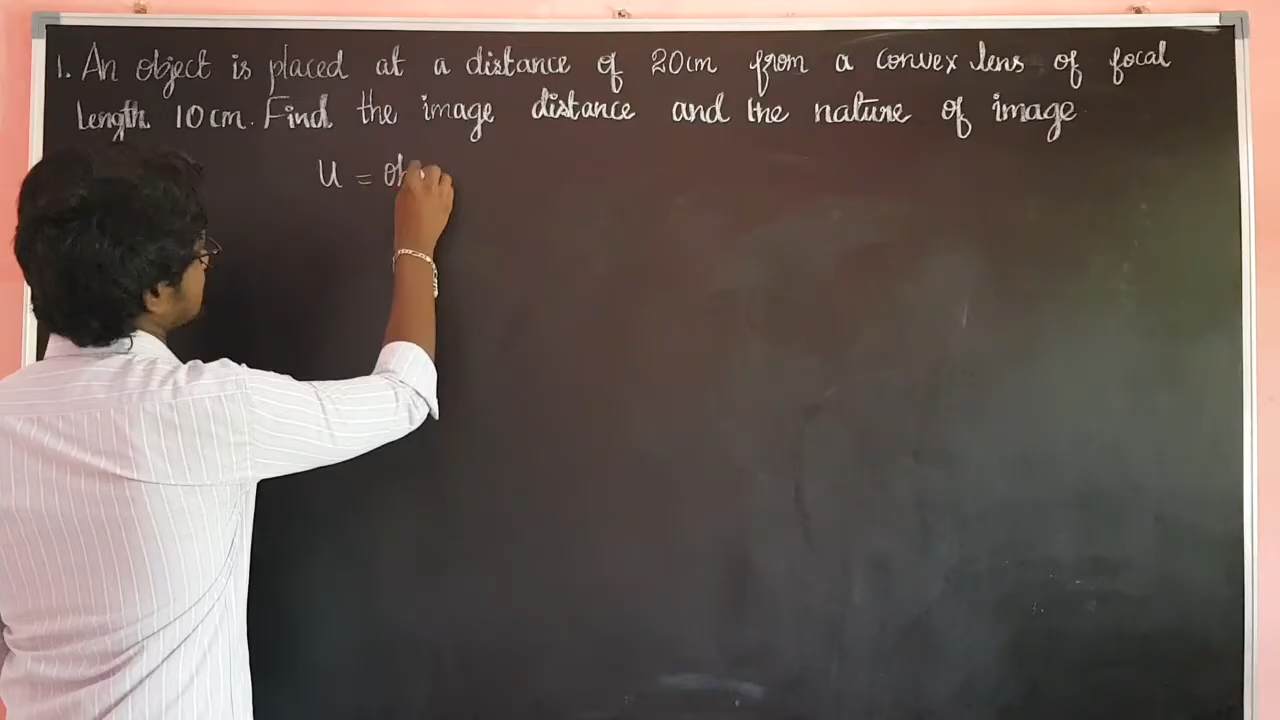 1. An object is placed at a distance of 20cm from a convex lens of focal
length 10cm. Find the image distance and the nature of image
u = ob